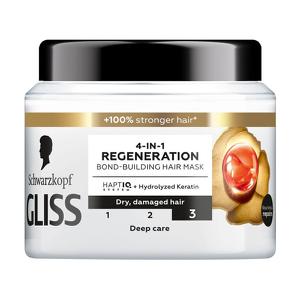 +100% stronger hair*
4-IN-1
REGENERATION
BOND-BUILDING HAIR MASK
Schwarzkopf
GLISS
HAPTIQ
SYSTEM
+ Hydrolyzed Keratin
Dry, damaged hair
1 2 3
Deep care